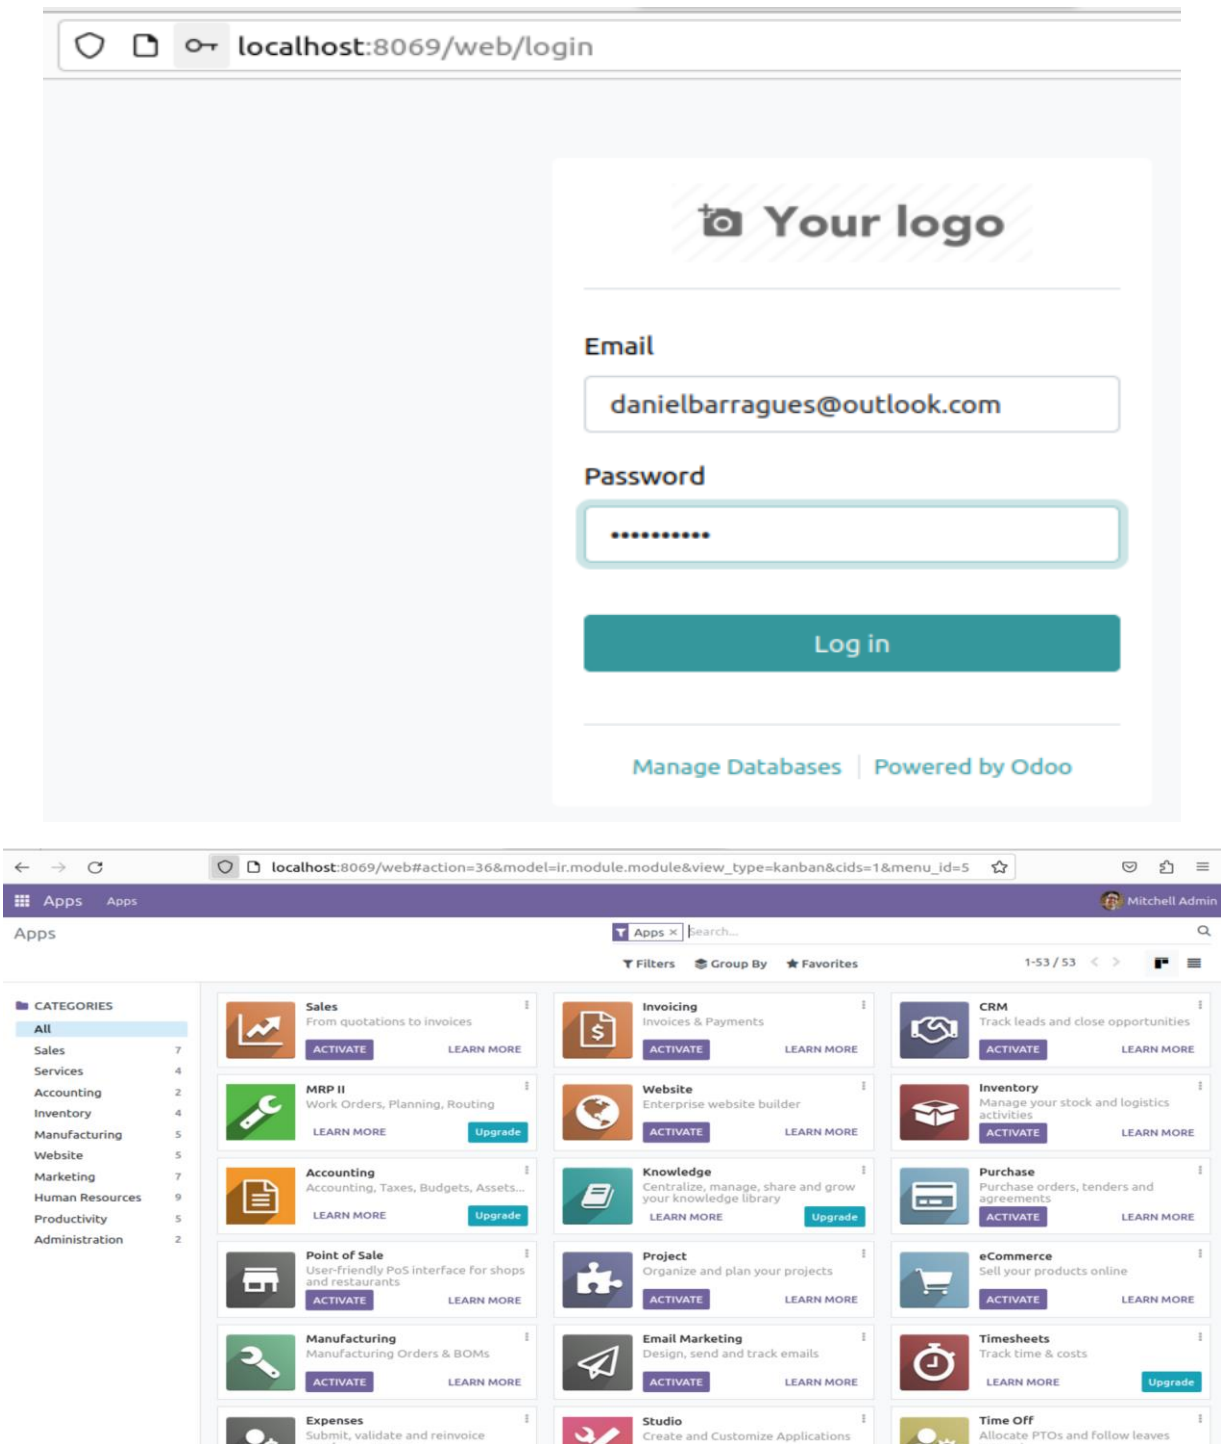 localhost:8069/web/login
Your logo
Email
danielbarragues@outlook.com
Password
••••••••••
Log in
Manage Databases | Powered by Odoo
localhost:8069/web#action=36&model=ir.module.module&view_type=kanban&cids=1&menu_id=5
Apps Apps Mitchell Admin
Apps
Apps × Search...
Filters Group By Favorites 1-53 / 53
CATEGORIES
All
Sales 7
Services 4
Accounting 2
Inventory 4
Manufacturing 5
Website 5
Marketing 7
Human Resources 9
Productivity 5
Administration 2
Sales
From quotations to invoices
ACTIVATE LEARN MORE
Invoicing
Invoices & Payments
ACTIVATE LEARN MORE
CRM
Track leads and close opportunities
ACTIVATE LEARN MORE
MRP II
Work Orders, Planning, Routing
LEARN MORE Upgrade
Website
Enterprise website builder
ACTIVATE LEARN MORE
Inventory
Manage your stock and logistics
activities
ACTIVATE LEARN MORE
Accounting
Accounting, Taxes, Budgets, Assets...
LEARN MORE Upgrade
Knowledge
Centralize, manage, share and grow
your knowledge library
LEARN MORE Upgrade
Purchase
Purchase orders, tenders and
agreements
ACTIVATE LEARN MORE
Point of Sale
User-friendly PoS interface for shops
and restaurants
ACTIVATE LEARN MORE
Project
Organize and plan your projects
ACTIVATE LEARN MORE
eCommerce
Sell your products online
ACTIVATE LEARN MORE
Manufacturing
Manufacturing Orders & BOMs
ACTIVATE LEARN MORE
Email Marketing
Design, send and track emails
ACTIVATE LEARN MORE
Timesheets
Track time & costs
LEARN MORE Upgrade
Expenses
Submit, validate and reinvoice
Studio
Create and Customize Applications
Time Off
Allocate PTOs and follow leaves